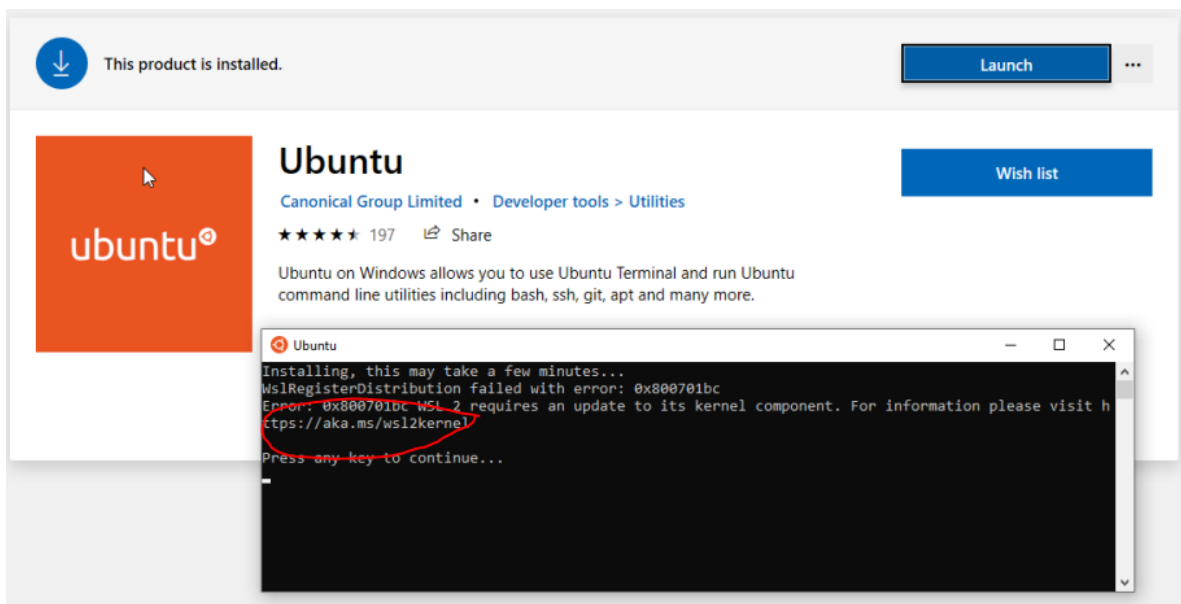 This product is installed.
Launch
...
ubuntu
Ubuntu
Wish list
Canonical Group Limited • Developer tools > Utilities
197 Share
Ubuntu on Windows allows you to use Ubuntu Terminal and run Ubuntu
command line utilities including bash, ssh, git, apt and many more.
Ubuntu
Installing, this may take a few minutes...
WslRegisterDistribution failed with error: 0x800701bc
Error: 0x800701bc WSL 2 requires an update to its kernel component. For information please visit h
ttps://aka.ms/wsl2kernel
Press any key to continue...